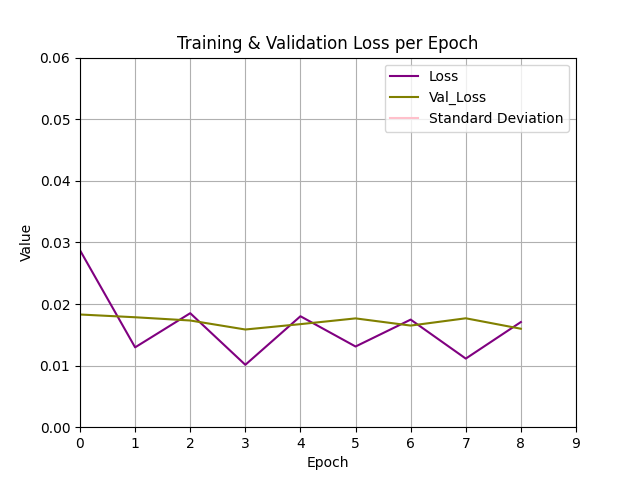 Training & Validation Loss per Epoch
Loss
Val_Loss
Standard Deviation
Value
0.06
0.05
0.04
0.03
0.02
0.01
0.00
0 1 2 3 4 5 6 7 8 9
Epoch